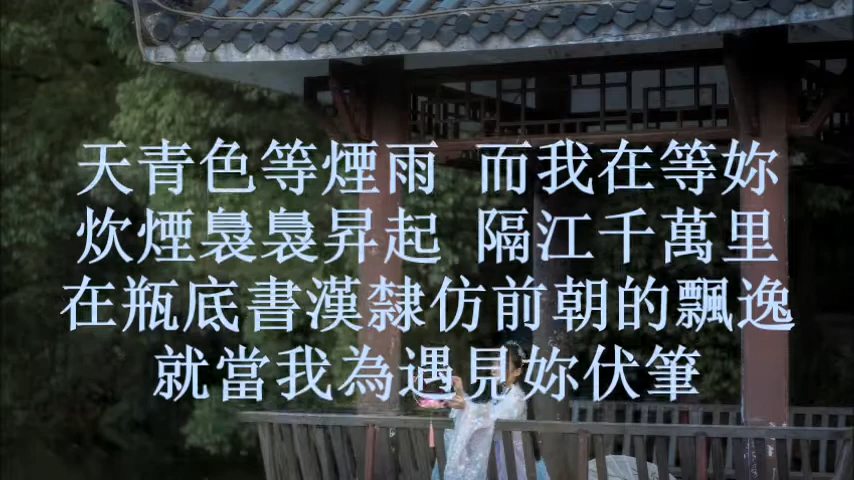 天青色等煙雨 而我在等妳
炊煙裊裊昇起 隔江千萬里
在瓶底書漢隸仿前朝的飄逸
就當我為遇見妳伏筆